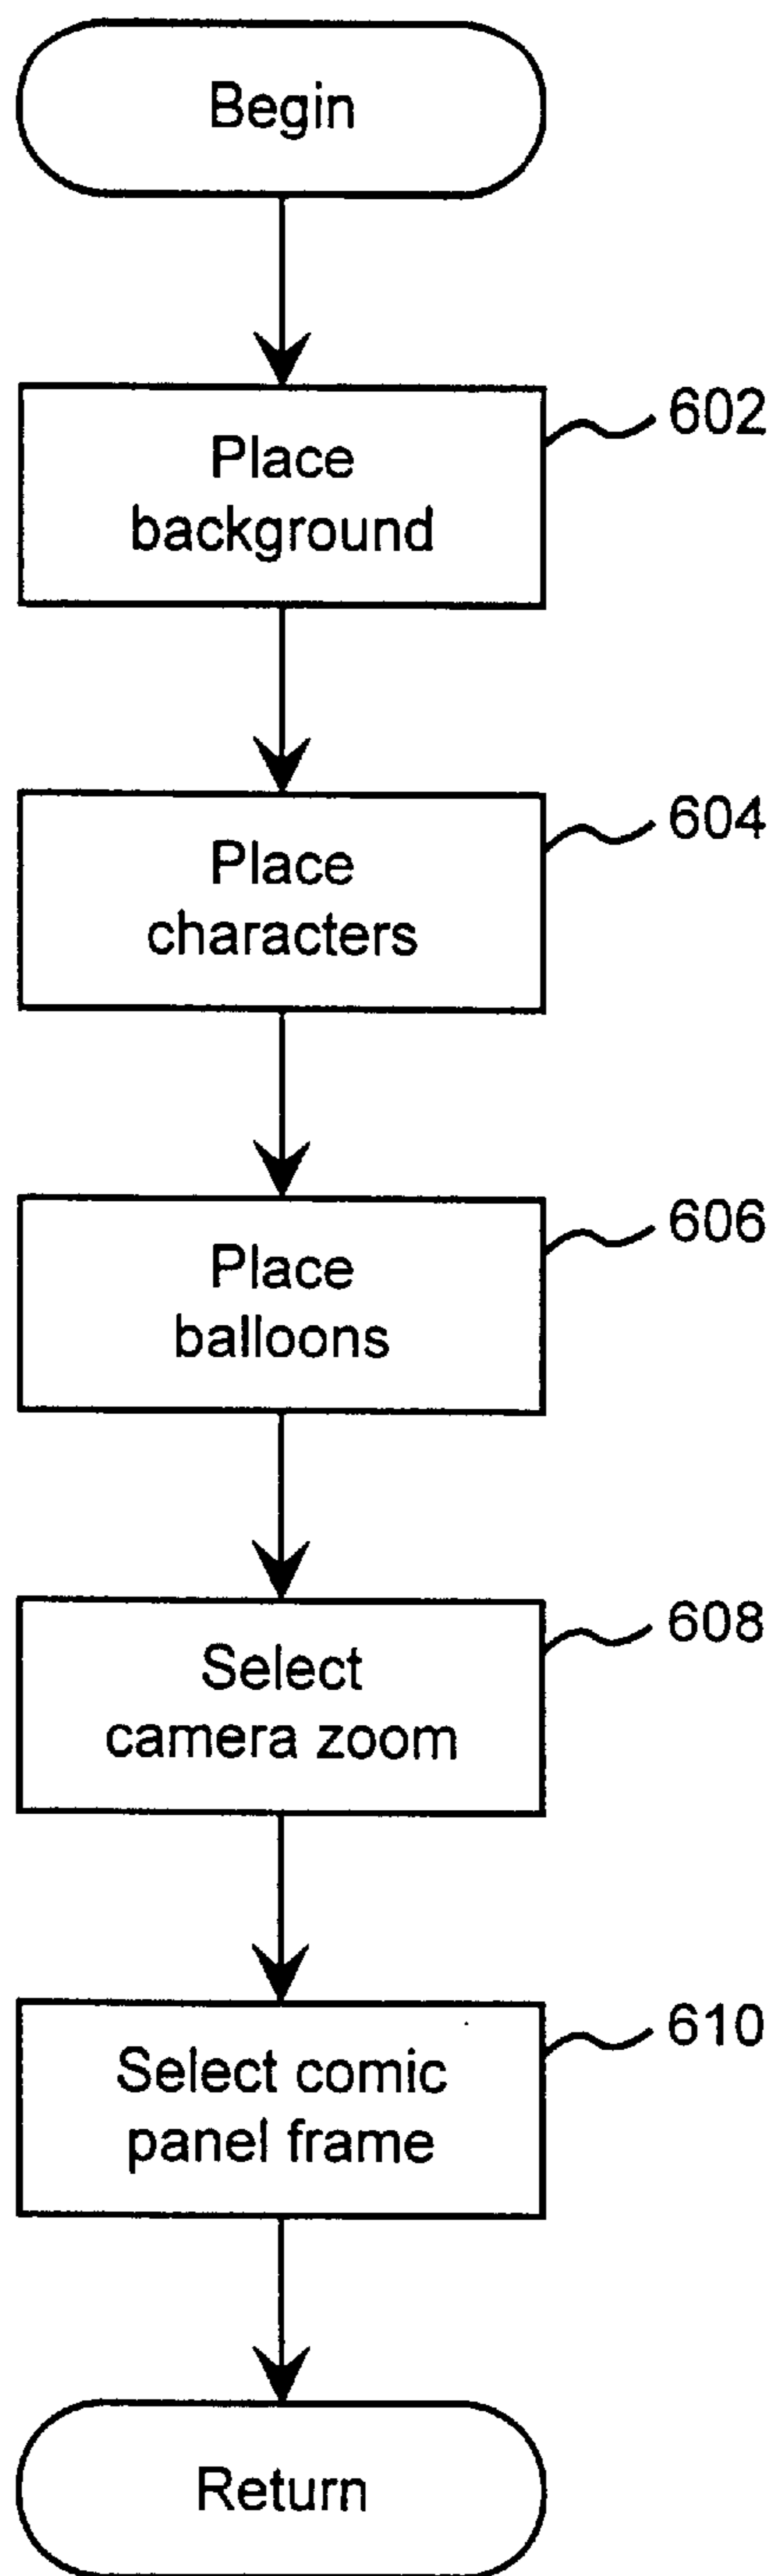 Begin
602
Place
background
604
Place
characters
606
Place
balloons
608
Select
camera zoom
610
Select comic
panel frame
Return